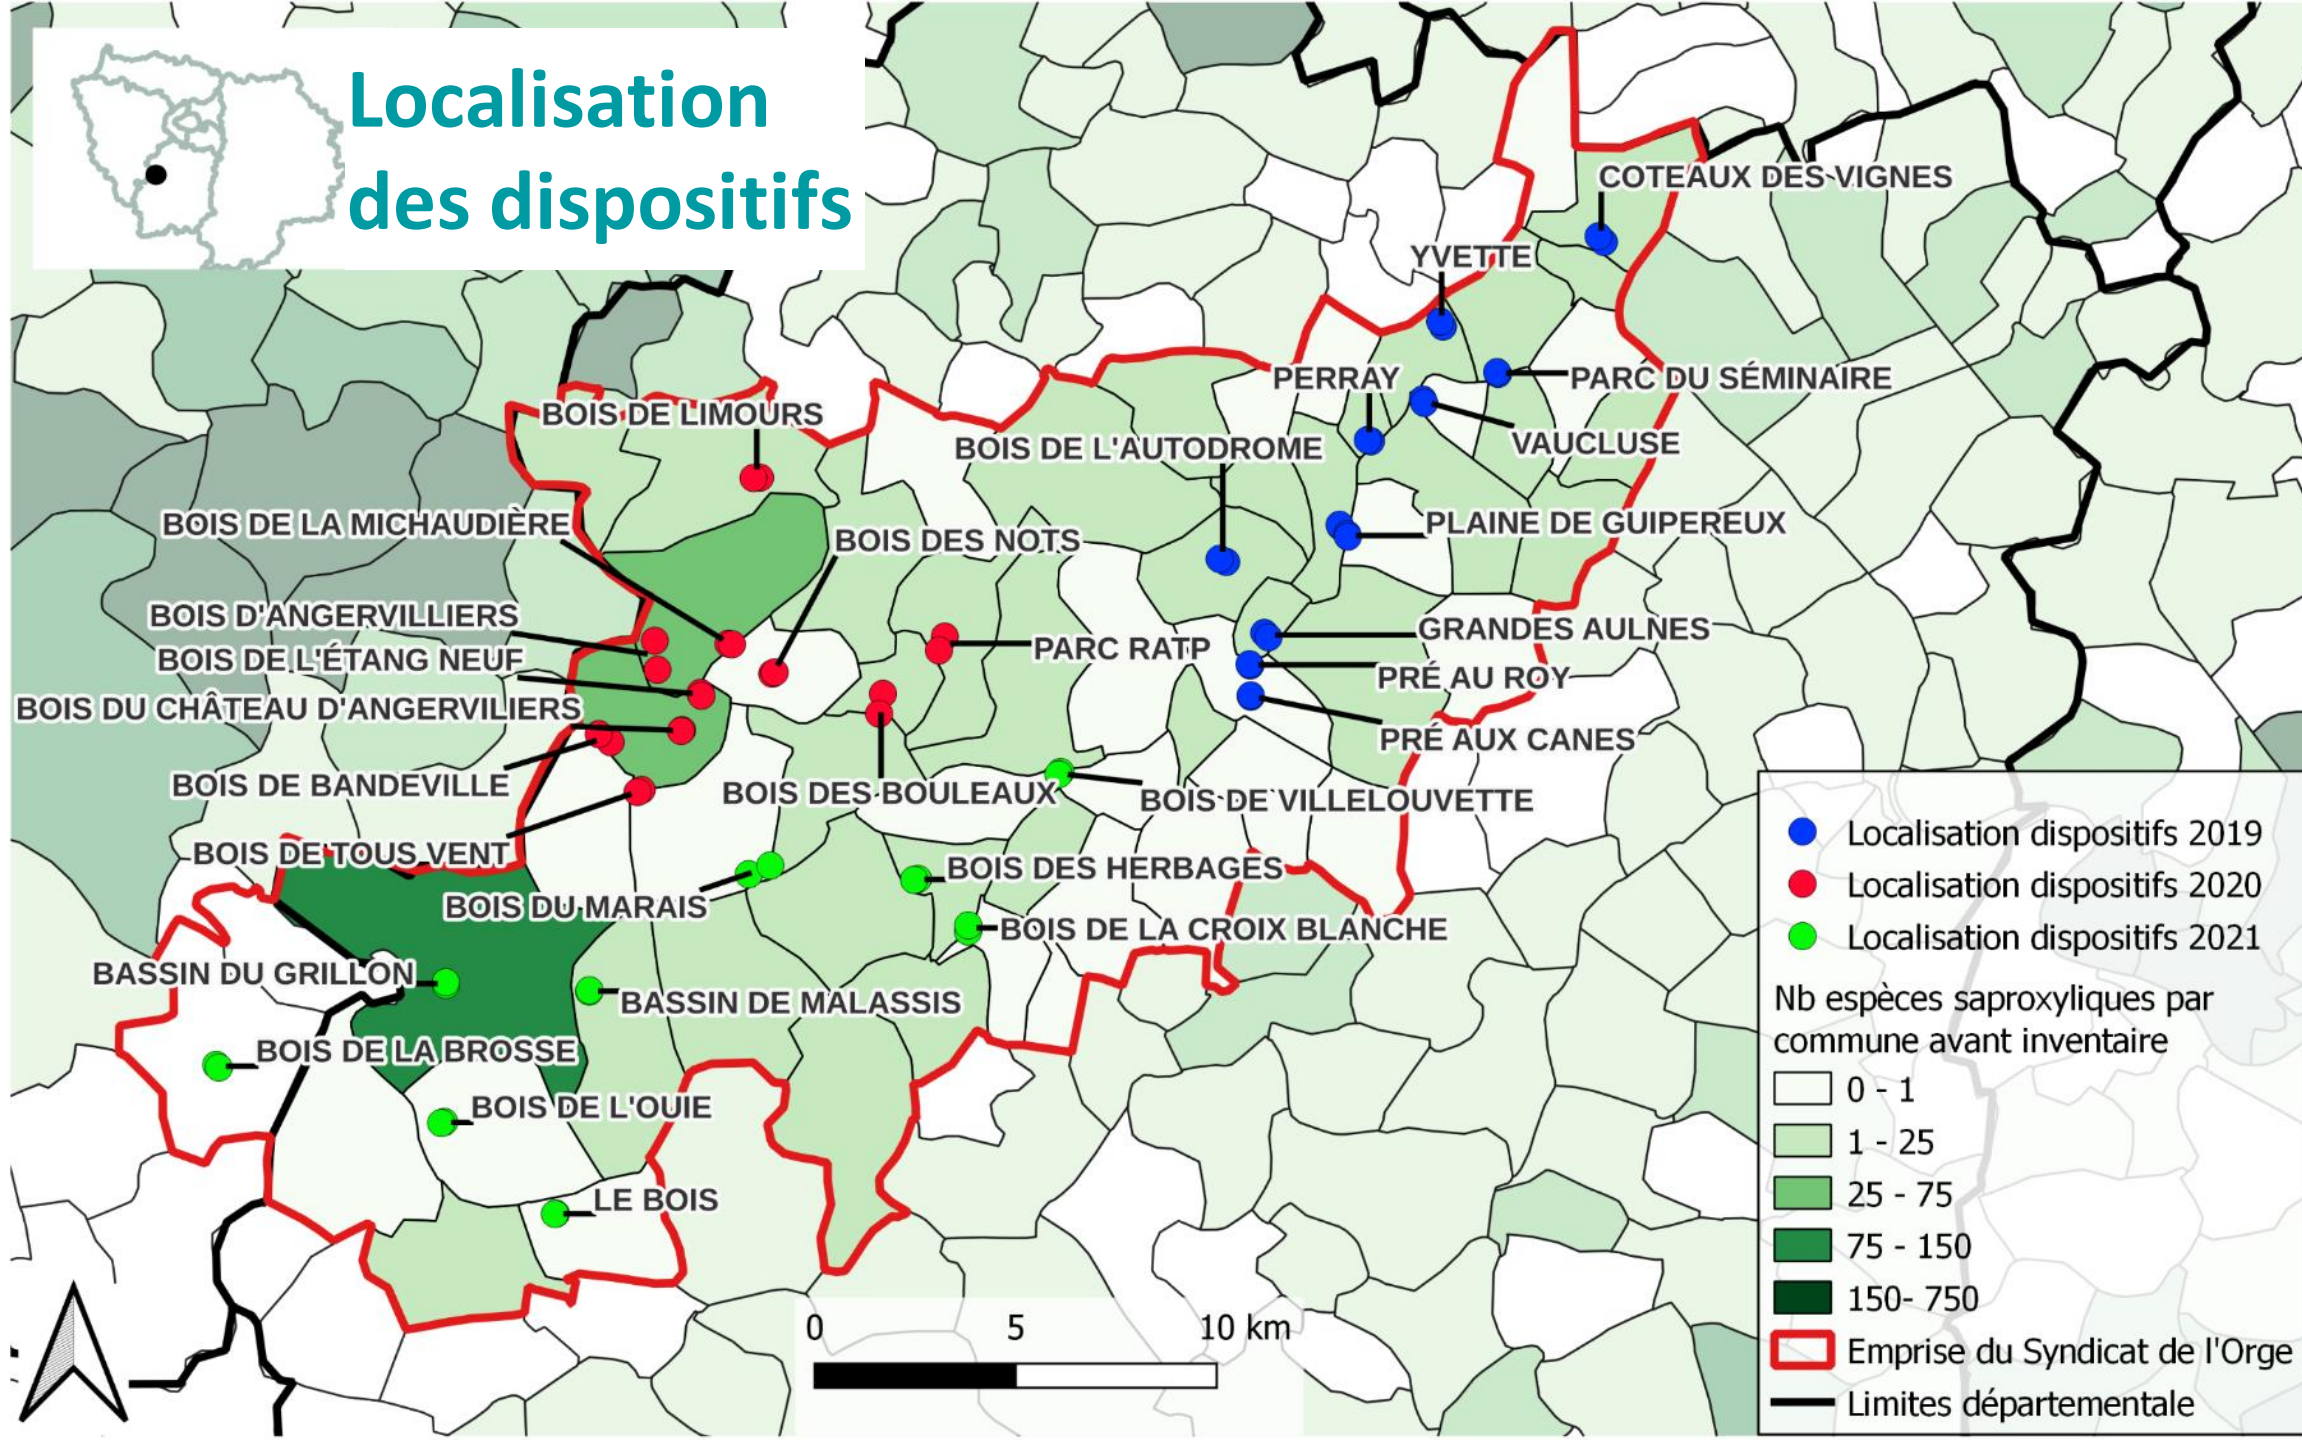 Localisation
des dispositifs
COTEAUX DES VIGNES
YVETTE
PERRAY
PARC DU SÉMINAIRE
BOIS DE LIMOURS
BOIS DE L'AUTODROME
VAUCLUSE
BOIS DE LA MICHAUDIÈRE
BOIS DES NOTS
PLAINE DE GUIPEREUX
BOIS D'ANGERVILLIERS
GRANDES AULNES
BOIS DE L'ÉTANG NEUF
PARC RATP
PRÉ AU ROY
BOIS DU CHÂTEAU D'ANGERVILIERS
PRÉ AUX CANES
BOIS DE BANDEVILLE
BOIS DES BOULEAUX
BOIS DE VILLELOUVETTE
BOIS DE TOUS VENT
BOIS DES HERBAGES
BOIS DU MARAIS
BOIS DE LA CROIX BLANCHE
BASSIN DU GRILLON
BASSIN DE MALASSIS
BOIS DE LA BROSSE
BOIS DE L'OUIE
LE BOIS
0 5 10 km
Localisation dispositifs 2019
Localisation dispositifs 2020
Localisation dispositifs 2021
Nb espèces saproxyliques par
commune avant inventaire
0 - 1
1 - 25
25 - 75
75 - 150
150- 750
Emprise du Syndicat de l'Orge
Limites départementale